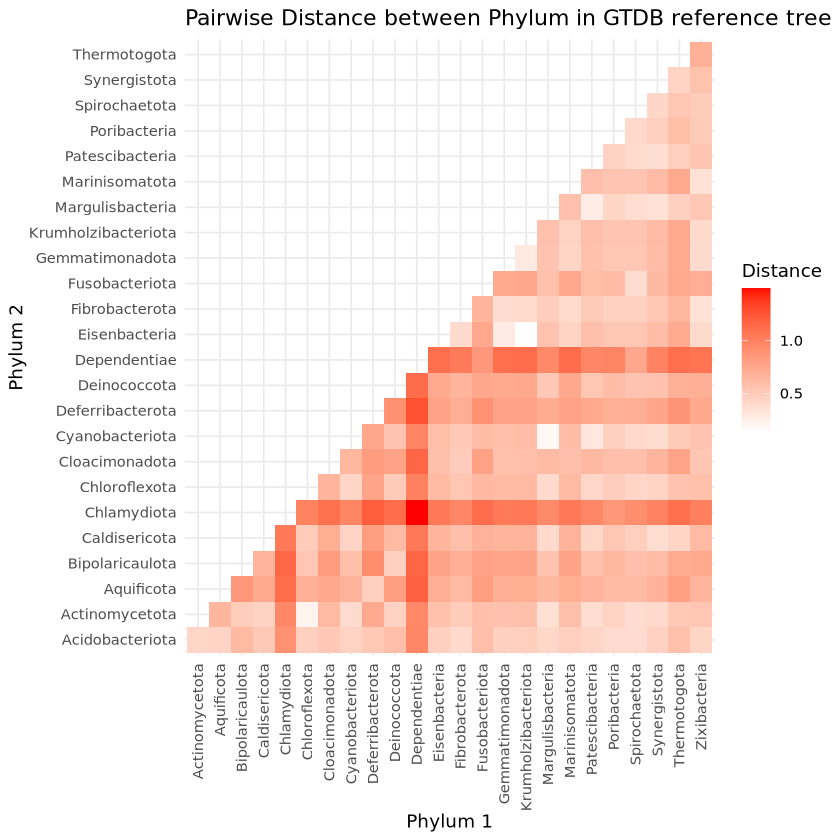 Pairwise Distance between Phylum in GTDB reference tree
Thermotogota
Synergistota
Spirochaetota
Poribacteria
Patescibacteria
Marinisomatota
Margulisbacteria
Krumholzibacteriota
Gemmatimonadota
Fusobacteriota
Fibrobacterota
Eisenbacteria
Dependentiae
Deinococcota
Deferribacterota
Cyanobacteriota
Cloacimonadota
Chloroflexota
Chlamydiota
Caldisericota
Bipolaricaulota
Aquificota
Actinomycetota
Acidobacteriota
Phylum 2
Actinomycetota
Aquificota
Bipolaricaulota
Caldisericota
Chlamydiota
Chloroflexota
Cloacimonadota
Cyanobacteriota
Deferribacterota
Deinococcota
Dependentiae
Eisenbacteria
Fibrobacterota
Fusobacteriota
Gemmatimonadota
Krumholzibacteriota
Margulisbacteria
Marinisomatota
Patescibacteria
Poribacteria
Spirochaetota
Synergistota
Thermotogota
Zixibacteria
Phylum 1
Distance
1.0
0.5